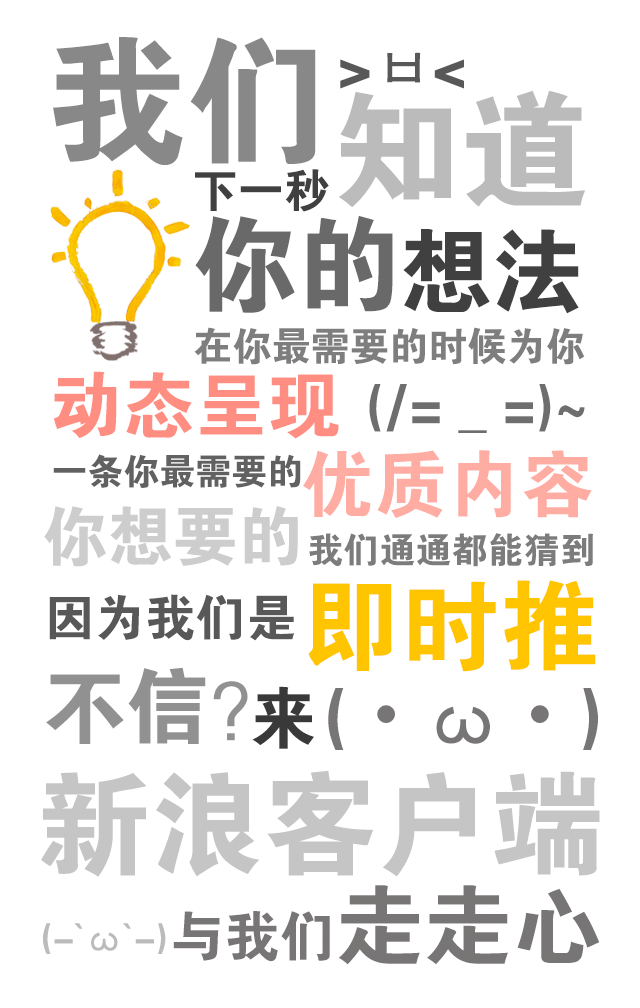 我们 >ㅂ<
知道
下一秒
你的想法
在你最需要的时候为你
动态呈现 (/= _ =)~
一条你最需要的优质内容
你想要的 我们通通都能猜到
因为我们是 即时推
不信?来(・ω・)
新浪客户端
(-`ω`-)与我们走走心